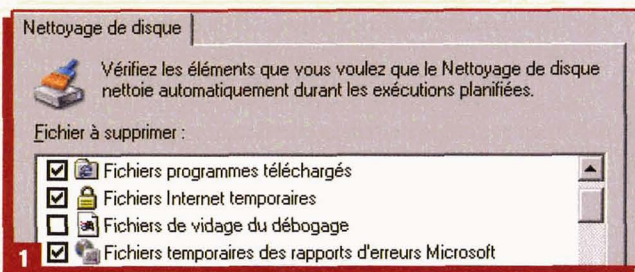 Nettoyage de disque
Vérifiez les éléments que vous voulez que le Nettoyage de disque
nettoie automatiquement durant les exécutions planifiées.
Fichier à supprimer :
Fichiers programmes téléchargés
Fichiers Internet temporaires
Fichiers de vidage du débogage
Fichiers temporaires des rapports d'erreurs Microsoft
1